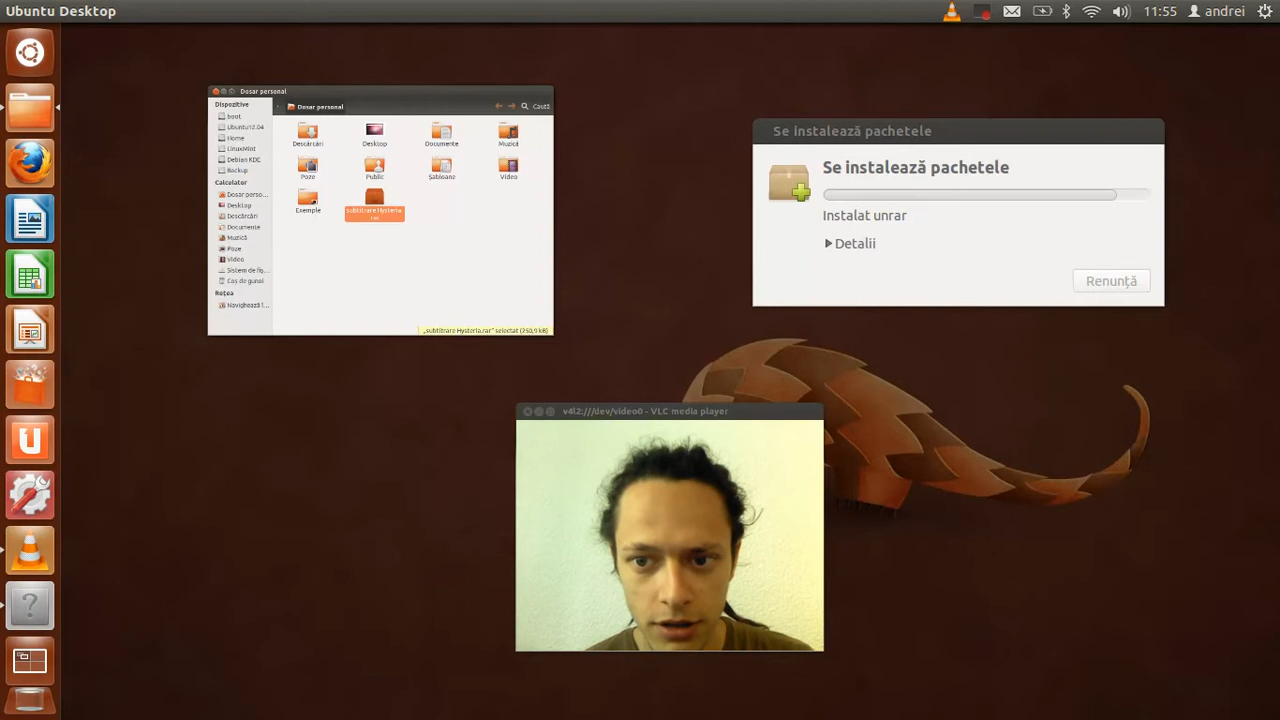 Ubuntu Desktop
11:55
andrei
Dosar personal
Dispozitive
boot
Ubuntu12.04
Home
LinuxMint
Debian KDE
Backup
Calculator
Dosar perso...
Desktop
Descărcări
Documente
Muzică
Poze
Video
Sistem de fiș...
Coș de gunoi
Rețea
Navighează î...
Dosar personal
Caută
Descărcări
Desktop
Documente
Muzică
Poze
Public
Șabloane
Video
Exemple
subtitrare Hysteria.
rar
„subtitrare Hysteria.rar” selectat (250,9 kB)
Se instalează pachetele
Se instalează pachetele
Instalat unrar
Detalii
Renunță
v4l2:///dev/video0 - VLC media player